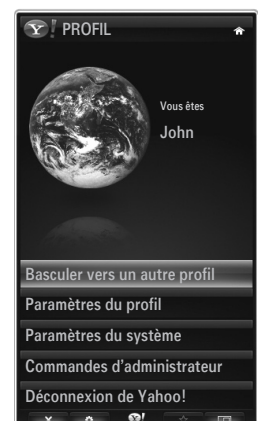 Y! PROFIL
Vous êtes
John
Basculer vers un autre profil
Paramètres du profil
Paramètres du système
Commandes d'administrateur
Déconnexion de Yahoo!
Y!